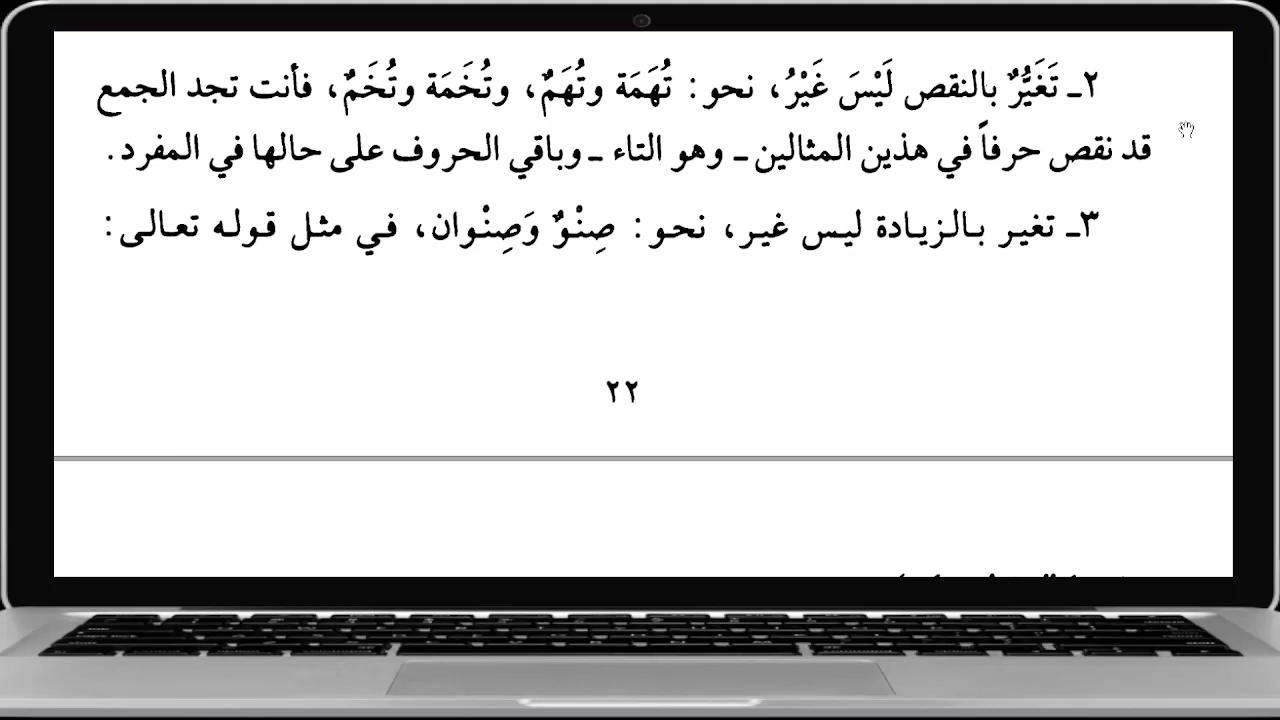 ٢ـ تَغَيُّرٌ بالنقص لَيْسَ غَيْرُ، نحو: تُهَمَة وتُهَمٌ، وتُخَمَة وتُخَمٌ، فأنت تجد الجمع
قد نقص حرفاً في هذين المثالين ـ وهو التاء ـ وباقي الحروف على حالها في المفرد.
٣ـ تغير بالزيادة ليس غير، نحو: صِنْوٌ وَصِنْوان، في مثل قوله تعالى:
٢٢